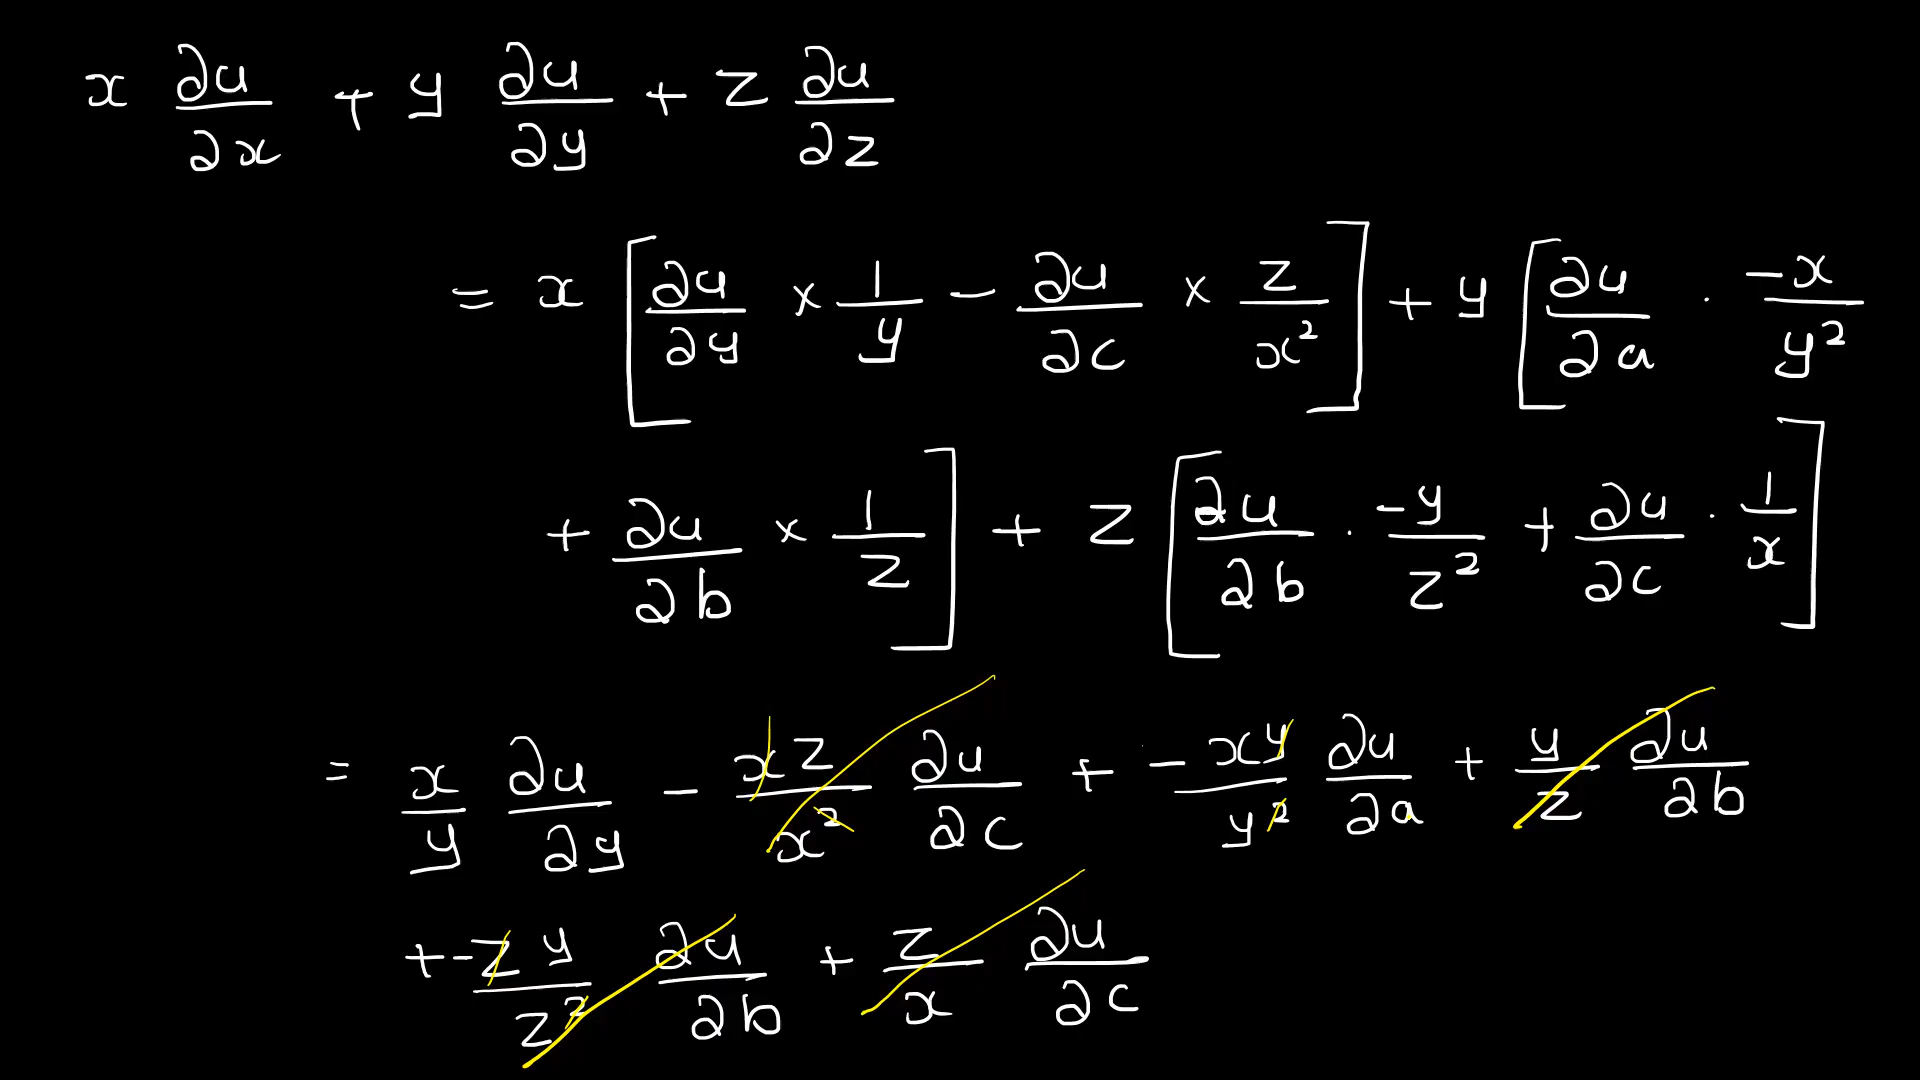 x ∂u/∂x + y ∂u/∂y + z ∂u/∂z
= x [ ∂u/∂y × 1/y - ∂u/∂c × z/x² ] + y [ ∂u/∂a · -x/y²
+ ∂u/∂b × 1/z ] + z [ ∂u/∂b · -y/z² + ∂u/∂c · 1/x ]
= x/y ∂u/∂y - xz/x² ∂u/∂c + -xy/y² ∂u/∂a + y/z ∂u/∂b
+ -zy/z² ∂u/∂b + z/x ∂u/∂c